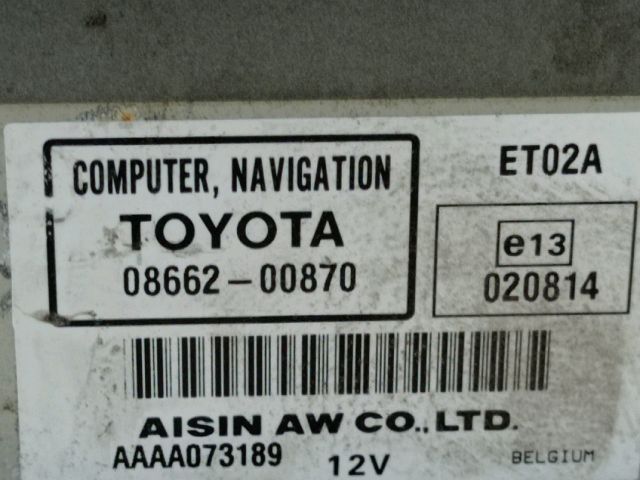 COMPUTER, NAVIGATION
TOYOTA
08662-00870
ET02A
e13
020814
AISIN AW CO., LTD.
AAAA073189
12V
BELGIUM